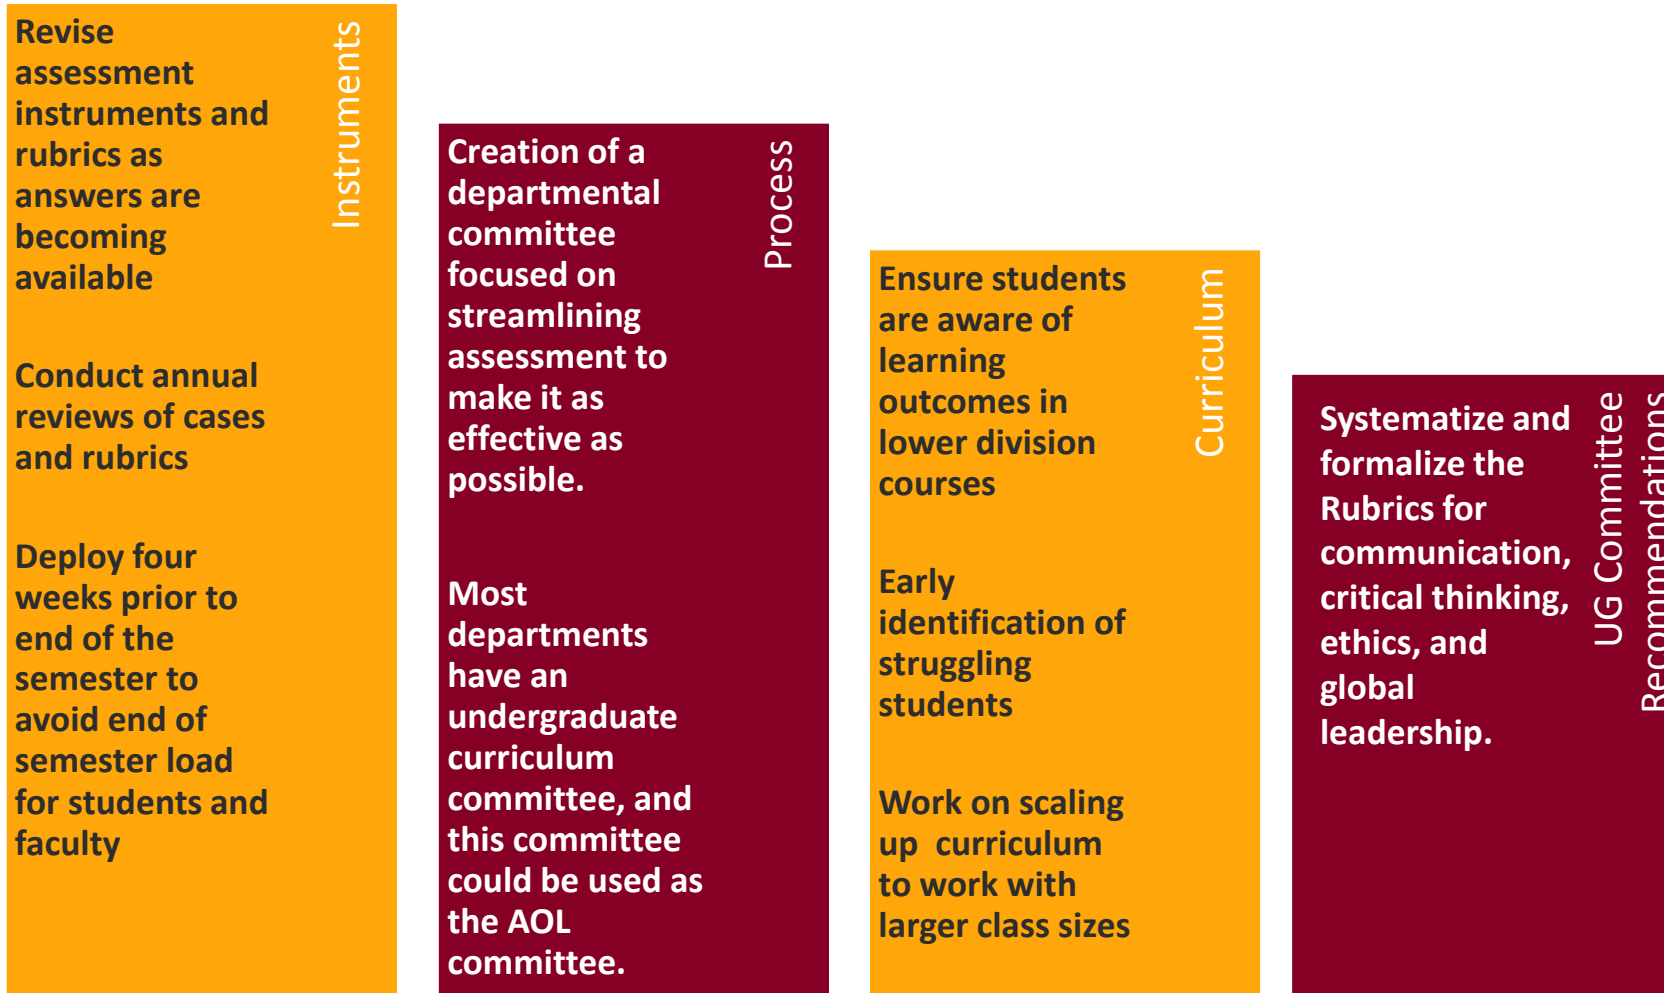 Instruments
Revise
assessment
instruments and
rubrics as
answers are
becoming
available
Conduct annual
reviews of cases
and rubrics
Deploy four
weeks prior to
end of the
semester to
avoid end of
semester load
for students and
faculty
Process
Creation of a
departmental
committee
focused on
streamlining
assessment to
make it as
effective as
possible.
Most
departments
have an
undergraduate
curriculum
committee, and
this committee
could be used as
the AOL
committee.
Curriculum
Ensure students
are aware of
learning
outcomes in
lower division
courses
Early
identification of
struggling
students
Work on scaling
up  curriculum
to work with
larger class sizes
UG Committee
Recommendations
Systematize and
formalize the
Rubrics for
communication,
critical thinking,
ethics, and
global
leadership.